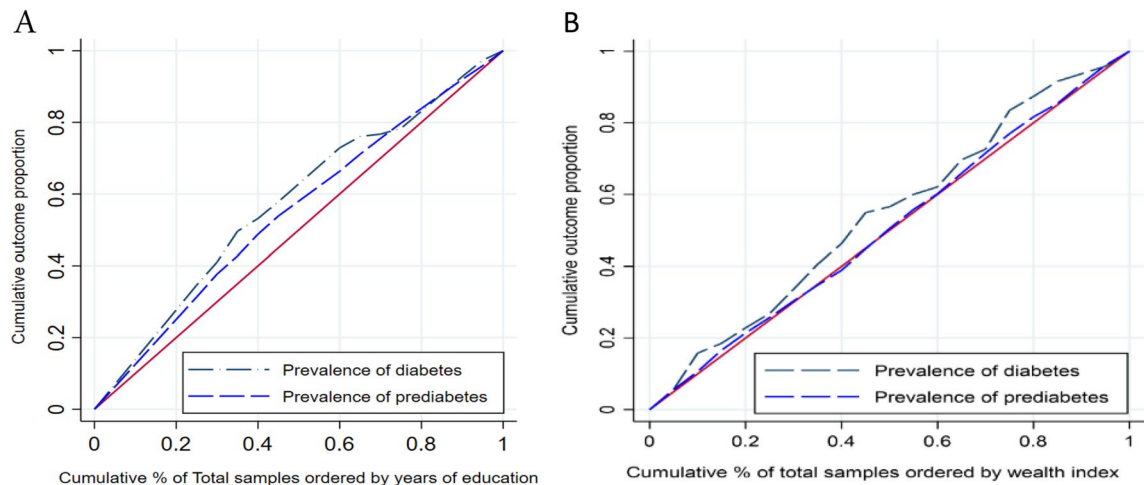 A
Cumulative outcome proportion
1
0.8
0.6
0.4
0.2
0
Prevalence of diabetes
Prevalence of prediabetes
0 0.2 0.4 0.6 0.8 1
Cumulative % of Total samples ordered by years of education
B
Cumulative outcome proportion
1
0.8
0.6
0.4
0.2
0
Prevalence of diabetes
Prevalence of prediabetes
0 0.2 0.4 0.6 0.8 1
Cumulative % of total samples ordered by wealth index